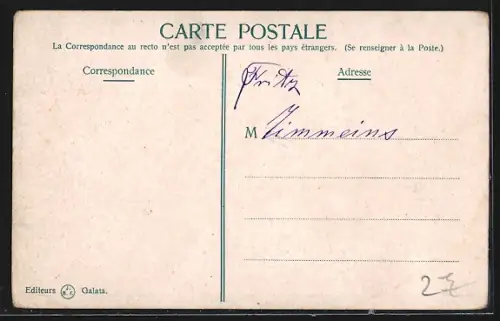 CARTE POSTALE
La Correspondance au recto n'est pas acceptée par tous les pays étrangers. (Se renseigner à la Poste.)
Correspondance
Adresse
Fritz
M Zimmeins
Editeurs Galata.